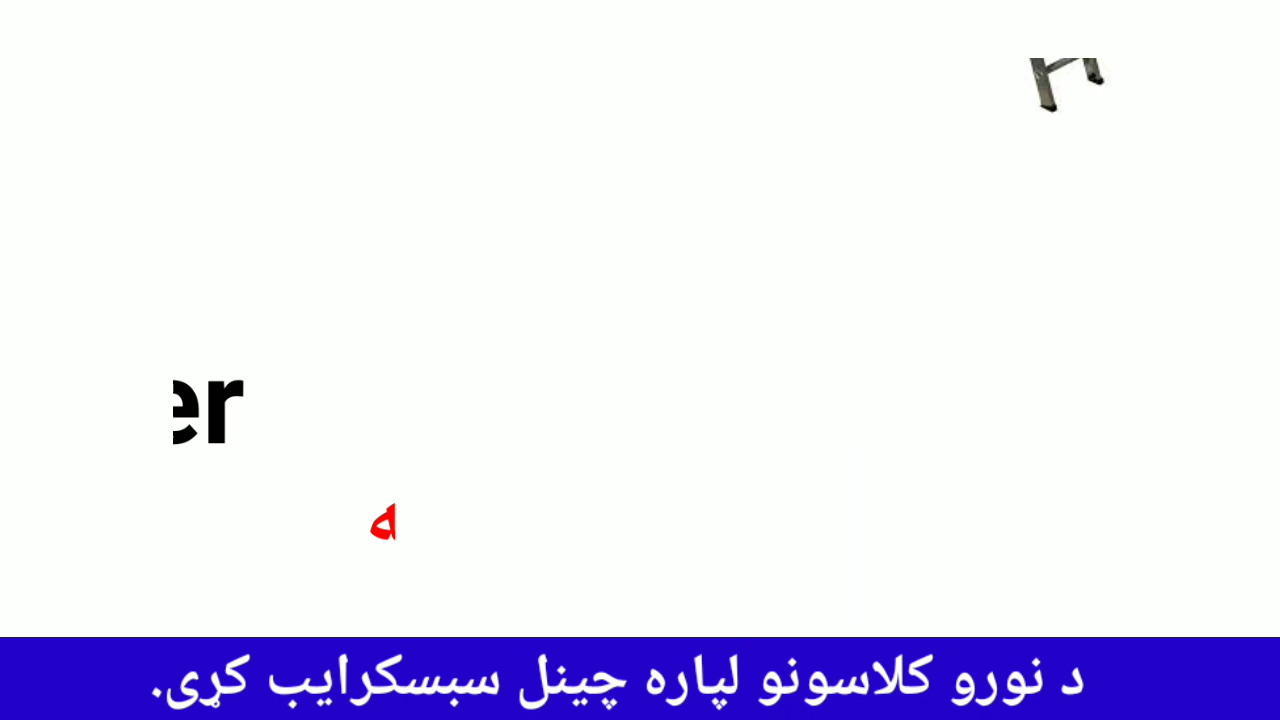 er
ه
د نورو کلاسونو لپاره چینل سبسکرایب کړی.